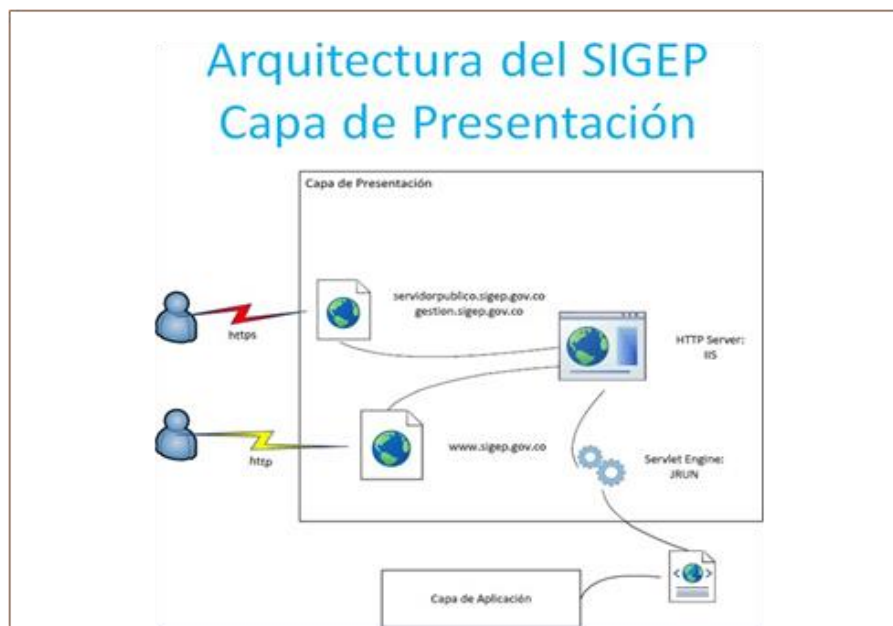 Arquitectura del SIGEP
Capa de Presentación
Capa de Presentación
servidorpublico.sigep.gov.co
gestion.sigep.gov.co
https
HTTP Server:
IIS
www.sigep.gov.co
http
Servlet Engine:
JRUN
Capa de Aplicación